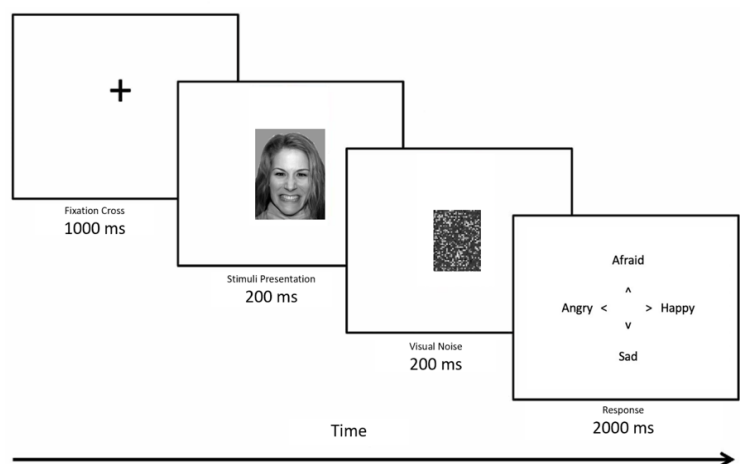 +
Fixation Cross
1000 ms
Stimuli Presentation
200 ms
Visual Noise
200 ms
Afraid
^
Angry < > Happy
v
Sad
Response
2000 ms
Time